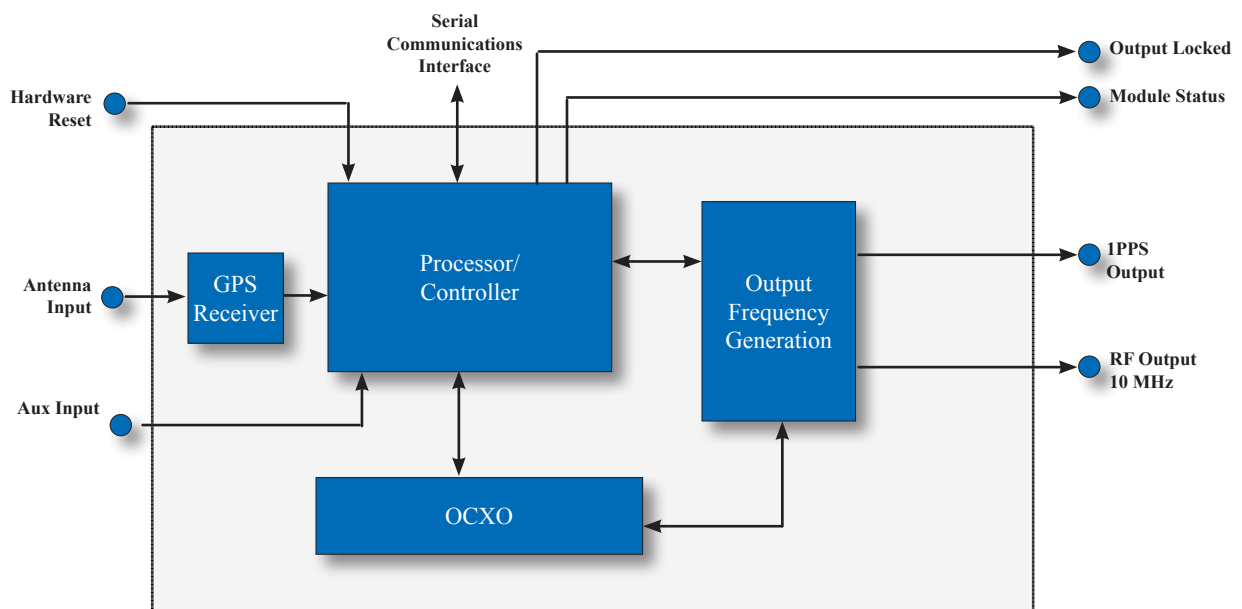 Serial
Communications
Interface
Output Locked
Module Status
Hardware
Reset
Processor/
Controller
GPS
Receiver
Antenna
Input
Output
Frequency
Generation
1PPS
Output
RF Output
10 MHz
Aux Input
OCXO